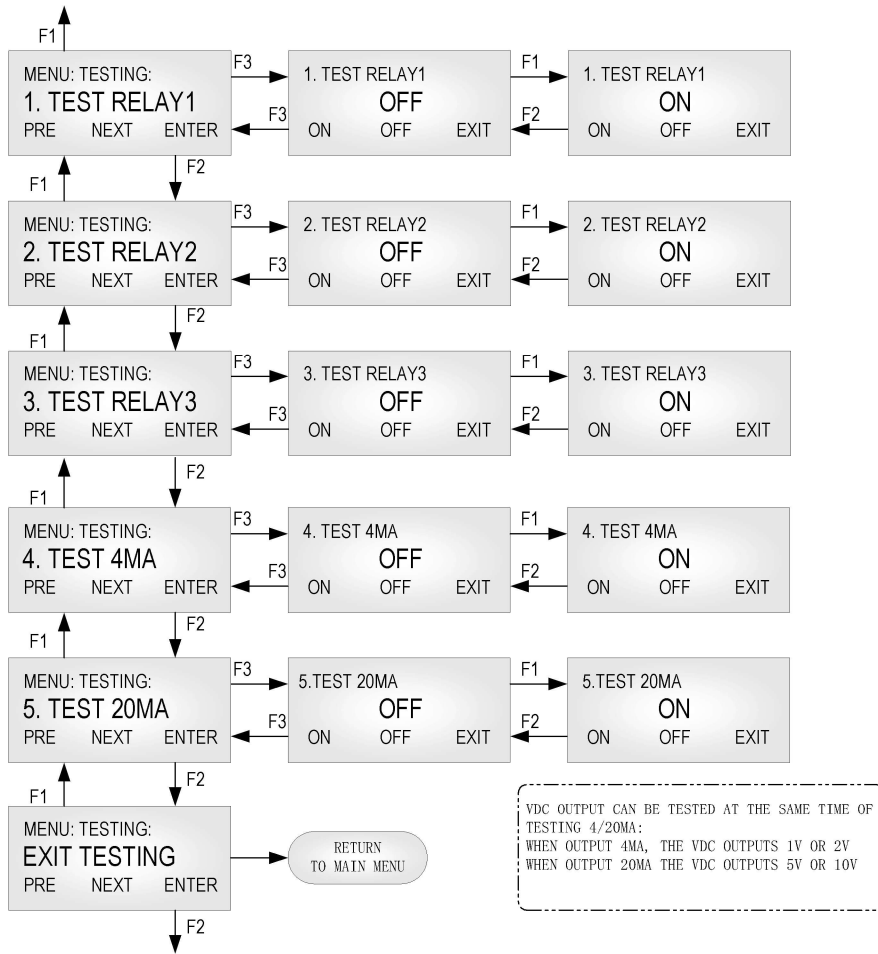 F1
MENU: TESTING:
1. TEST RELAY1
PRE NEXT ENTER
F3
F3
1. TEST RELAY1
OFF
ON OFF EXIT
F1
F2
1. TEST RELAY1
ON
ON OFF EXIT
F1
F2
MENU: TESTING:
2. TEST RELAY2
PRE NEXT ENTER
F3
F3
2. TEST RELAY2
OFF
ON OFF EXIT
F1
F2
2. TEST RELAY2
ON
ON OFF EXIT
F1
F2
MENU: TESTING:
3. TEST RELAY3
PRE NEXT ENTER
F3
F3
3. TEST RELAY3
OFF
ON OFF EXIT
F1
F2
3. TEST RELAY3
ON
ON OFF EXIT
F1
F2
MENU: TESTING:
4. TEST 4MA
PRE NEXT ENTER
F3
F3
4. TEST 4MA
OFF
ON OFF EXIT
F1
F2
4. TEST 4MA
ON
ON OFF EXIT
F1
F2
MENU: TESTING:
5. TEST 20MA
PRE NEXT ENTER
F3
F3
5.TEST 20MA
OFF
ON OFF EXIT
F1
F2
5.TEST 20MA
ON
ON OFF EXIT
F1
F2
MENU: TESTING:
EXIT TESTING
PRE NEXT ENTER
RETURN
TO MAIN MENU
F2
VDC OUTPUT CAN BE TESTED AT THE SAME TIME OF
TESTING 4/20MA:
WHEN OUTPUT 4MA, THE VDC OUTPUTS 1V OR 2V
WHEN OUTPUT 20MA THE VDC OUTPUTS 5V OR 10V